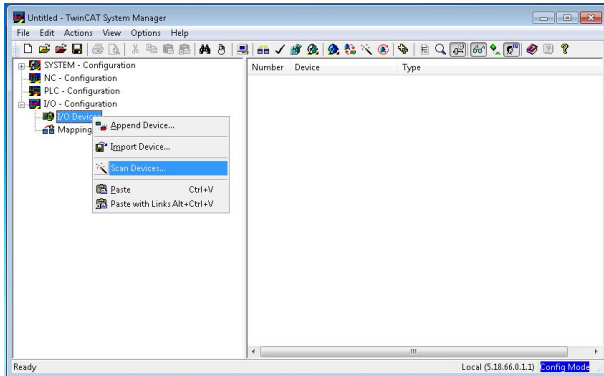 Untitled - TwinCAT System Manager
File Edit Actions View Options Help
SYSTEM - Configuration
NC - Configuration
PLC - Configuration
I/O - Configuration
I/O Devices
Mapping
Number Device Type
Append Device...
Import Device...
Scan Devices...
Paste Ctrl+V
Paste with Links Alt+Ctrl+V
Ready
Local (5.18.66.0.1.1) Config Mode